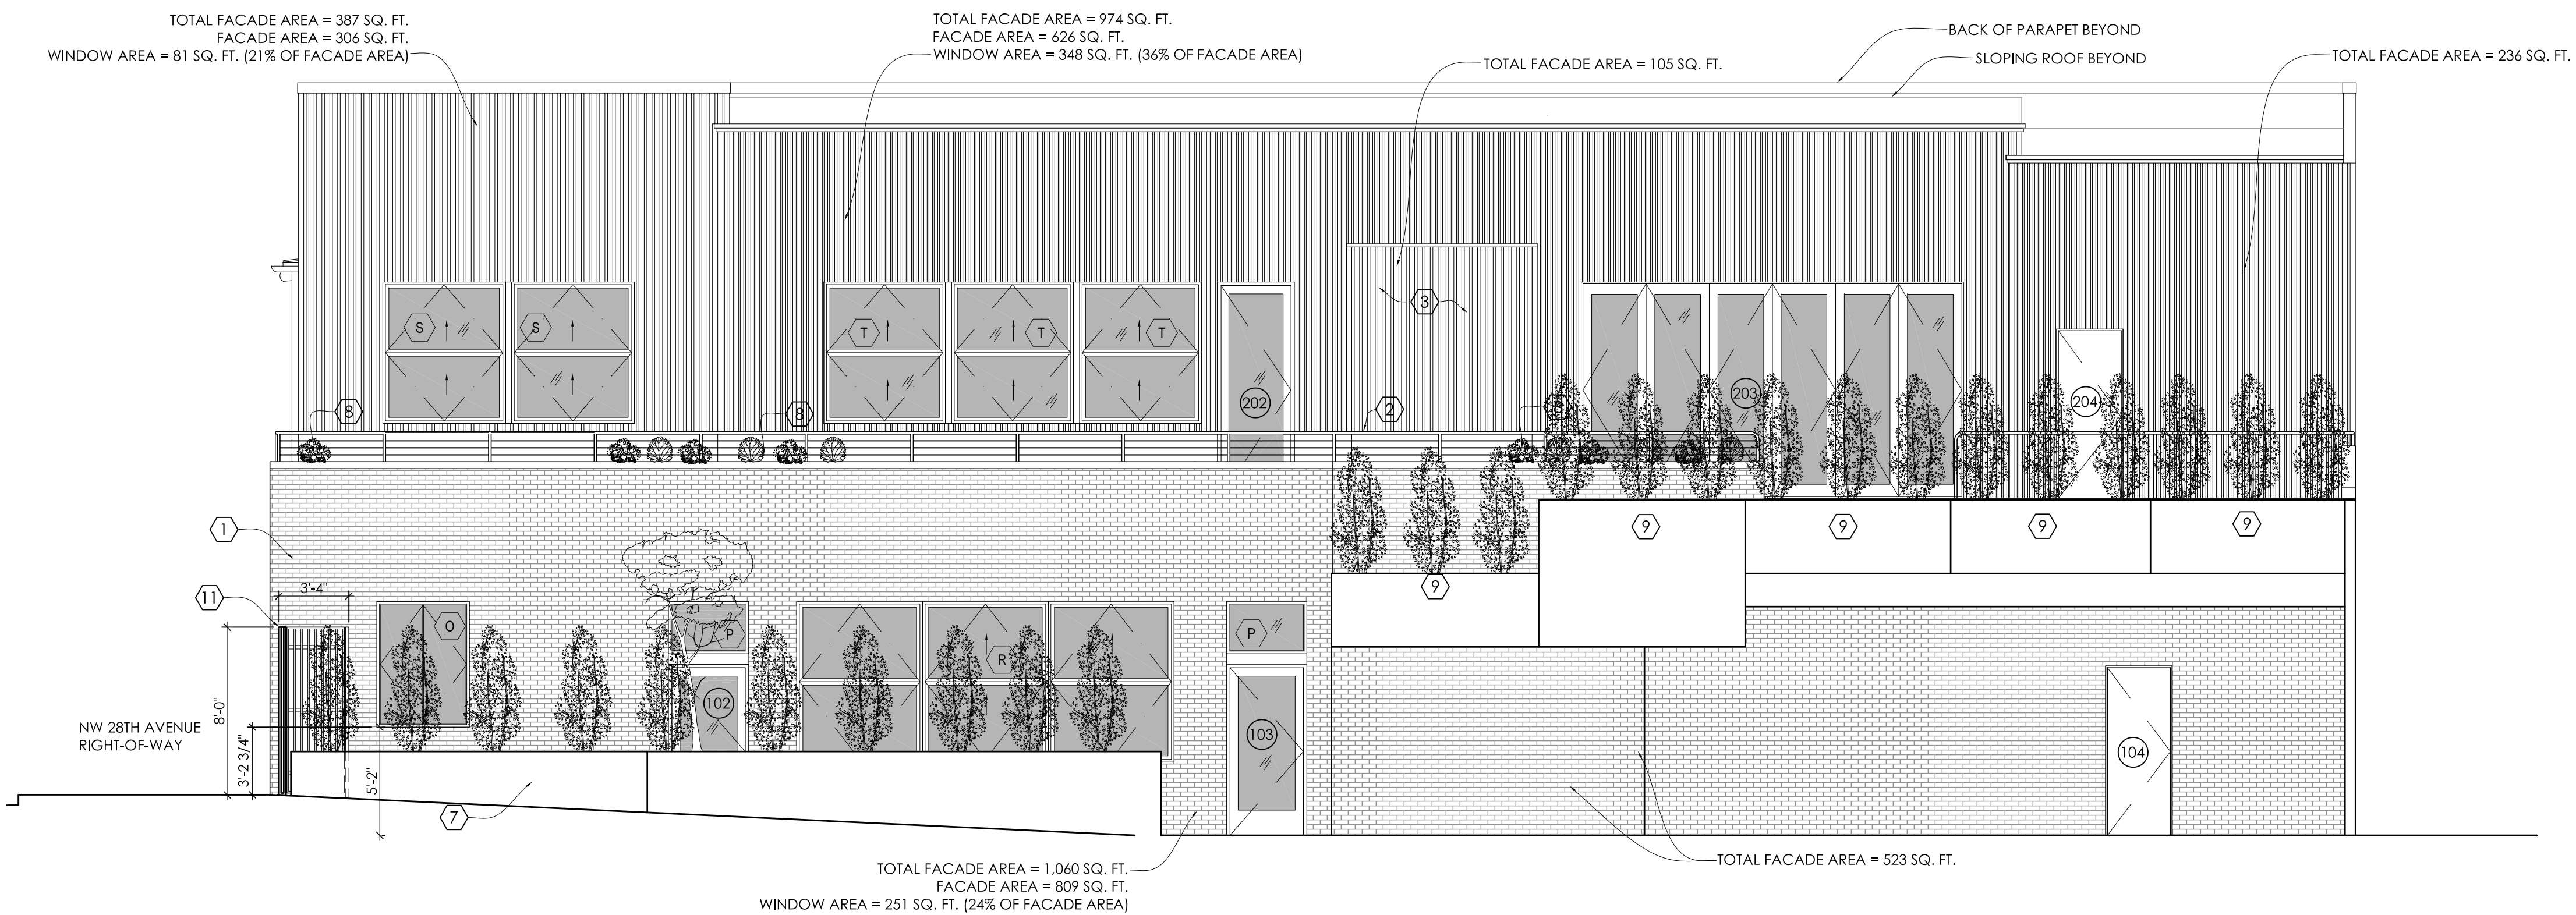 TOTAL FACADE AREA = 387 SQ. FT.
FACADE AREA = 306 SQ. FT.
WINDOW AREA = 81 SQ. FT. (21% OF FACADE AREA)
TOTAL FACADE AREA = 974 SQ. FT.
FACADE AREA = 626 SQ. FT.
WINDOW AREA = 348 SQ. FT. (36% OF FACADE AREA)
TOTAL FACADE AREA = 105 SQ. FT.
BACK OF PARAPET BEYOND
SLOPING ROOF BEYOND
TOTAL FACADE AREA = 236 SQ. FT.
3
S
S
T
T
T
202
203
204
8
8
2
8
1
9
9
9
9
9
11
3'-4"
O
P
R
P
8'-0"
3'-2 3/4"
5'-2"
102
103
104
NW 28TH AVENUE
RIGHT-OF-WAY
7
TOTAL FACADE AREA = 1,060 SQ. FT.
FACADE AREA = 809 SQ. FT.
WINDOW AREA = 251 SQ. FT. (24% OF FACADE AREA)
TOTAL FACADE AREA = 523 SQ. FT.